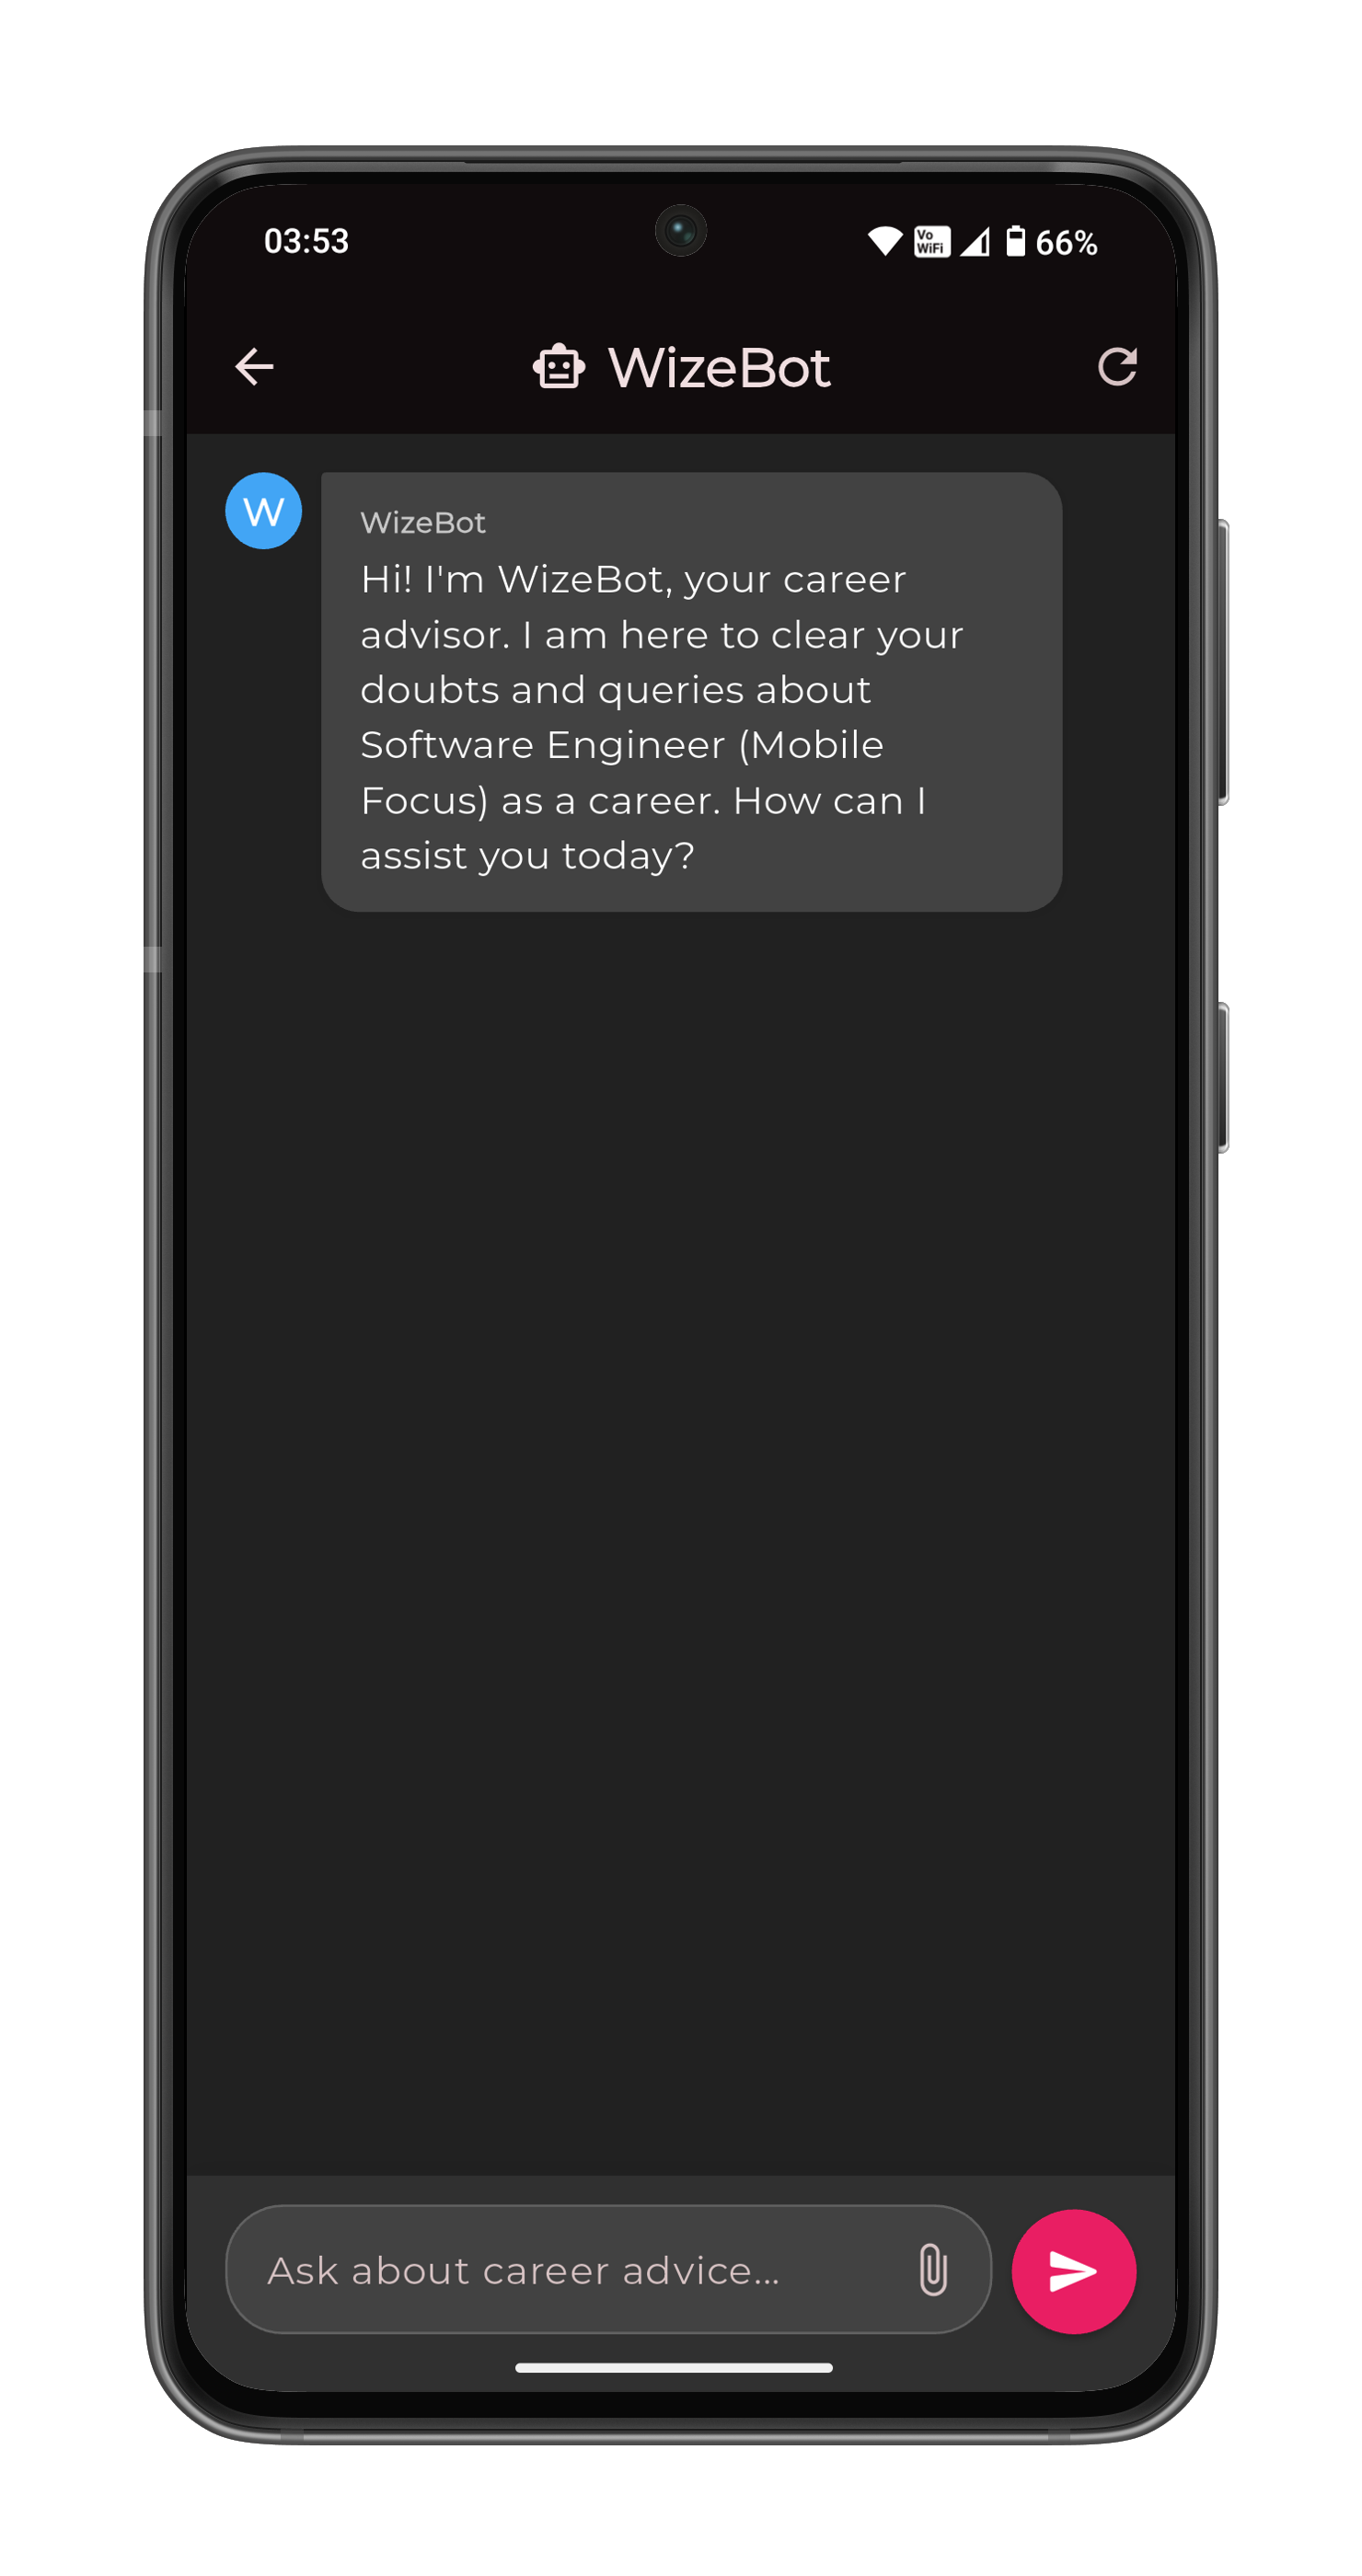 03:53
Vo
WiFi
66%
WizeBot
W
WizeBot
Hi! I'm WizeBot, your career
advisor. I am here to clear your
doubts and queries about
Software Engineer (Mobile
Focus) as a career. How can I
assist you today?
Ask about career advice...